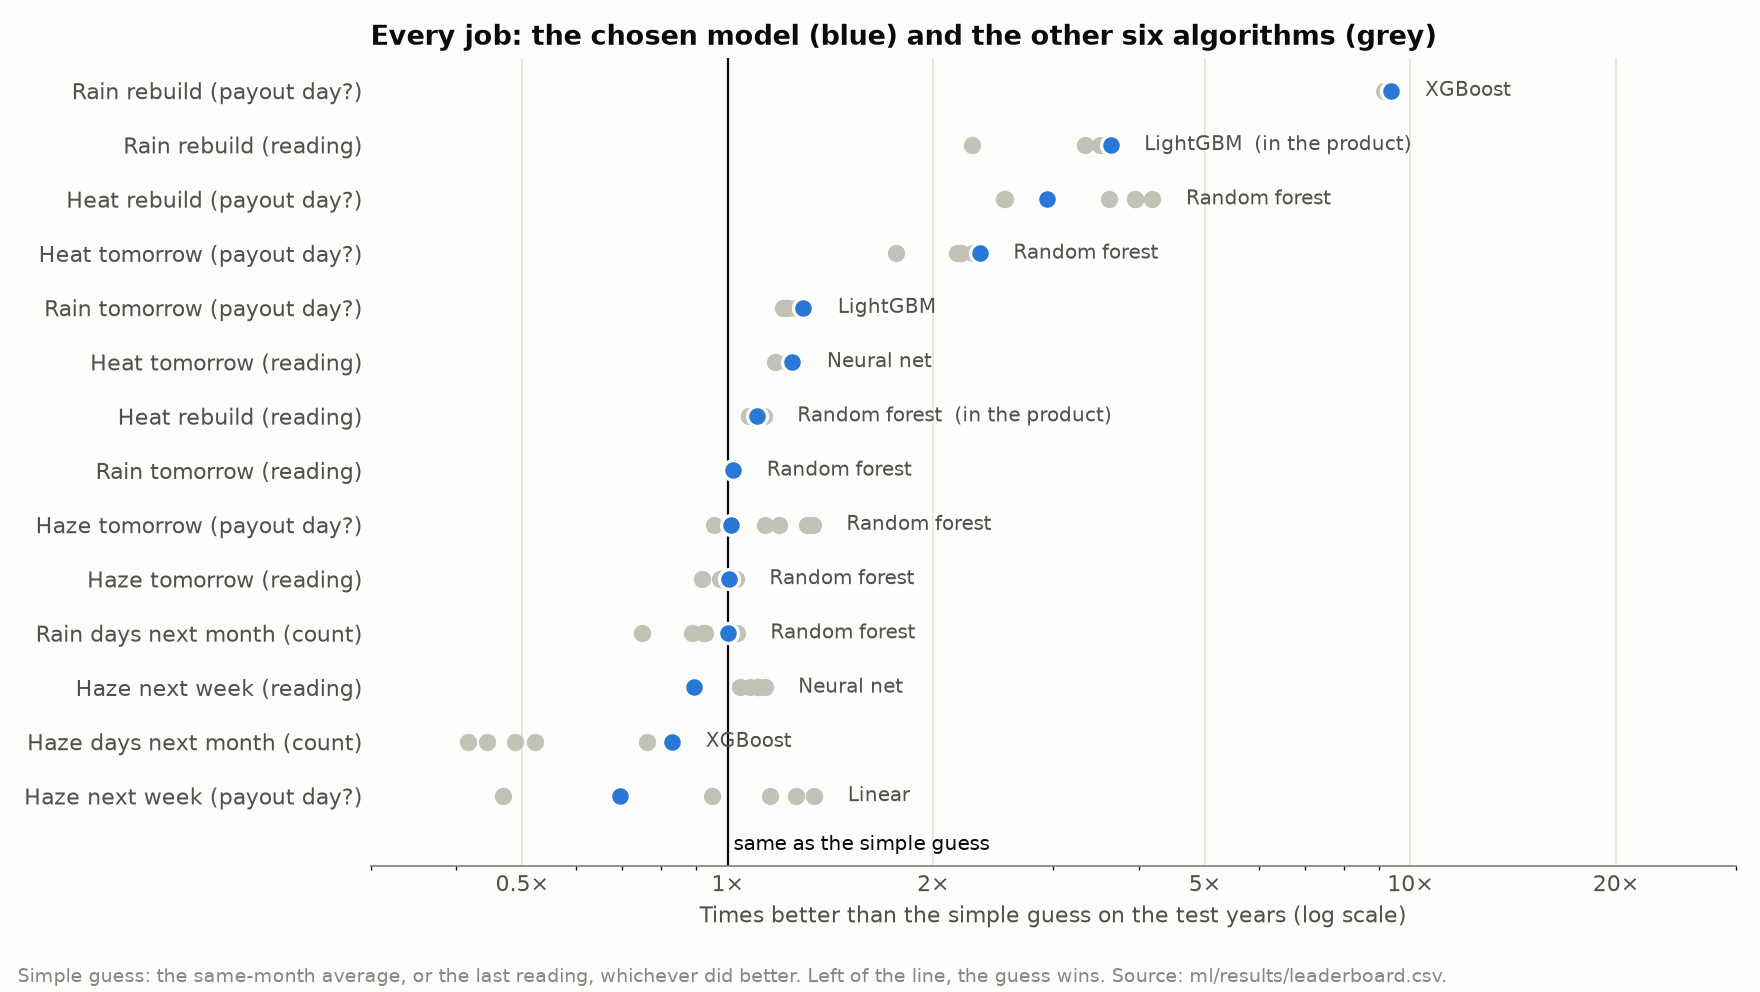 Every job: the chosen model (blue) and the other six algorithms (grey)
Rain rebuild (payout day?)
XGBoost
Rain rebuild (reading)
LightGBM (in the product)
Heat rebuild (payout day?)
Random forest
Heat tomorrow (payout day?)
Random forest
Rain tomorrow (payout day?)
LightGBM
Heat tomorrow (reading)
Neural net
Heat rebuild (reading)
Random forest (in the product)
Rain tomorrow (reading)
Random forest
Haze tomorrow (payout day?)
Random forest
Haze tomorrow (reading)
Random forest
Rain days next month (count)
Random forest
Haze next week (reading)
Neural net
Haze days next month (count)
XGBoost
Haze next week (payout day?)
Linear
same as the simple guess
0.5×
1×
2×
5×
10×
20×
Times better than the simple guess on the test years (log scale)
Simple guess: the same-month average, or the last reading, whichever did better. Left of the line, the guess wins. Source: ml/results/leaderboard.csv.